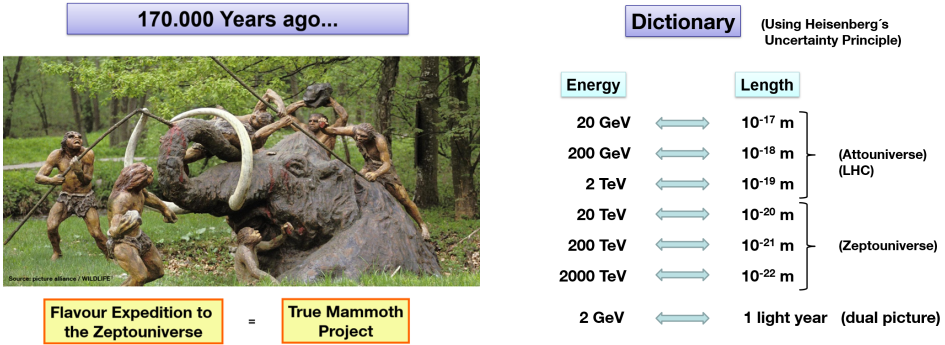 170.000 Years ago...
Source: picture alliance / WILDLIFE
Flavour Expedition to
the Zeptouniverse
=
True Mammoth
Project
Dictionary
(Using Heisenberg´s
Uncertainty Principle)
Energy Length
20 GeV 10⁻¹⁷ m
200 GeV 10⁻¹⁸ m
2 TeV 10⁻¹⁹ m
(Attouniverse)
(LHC)
20 TeV 10⁻²⁰ m
200 TeV 10⁻²¹ m
2000 TeV 10⁻²² m
(Zeptouniverse)
2 GeV 1 light year (dual picture)